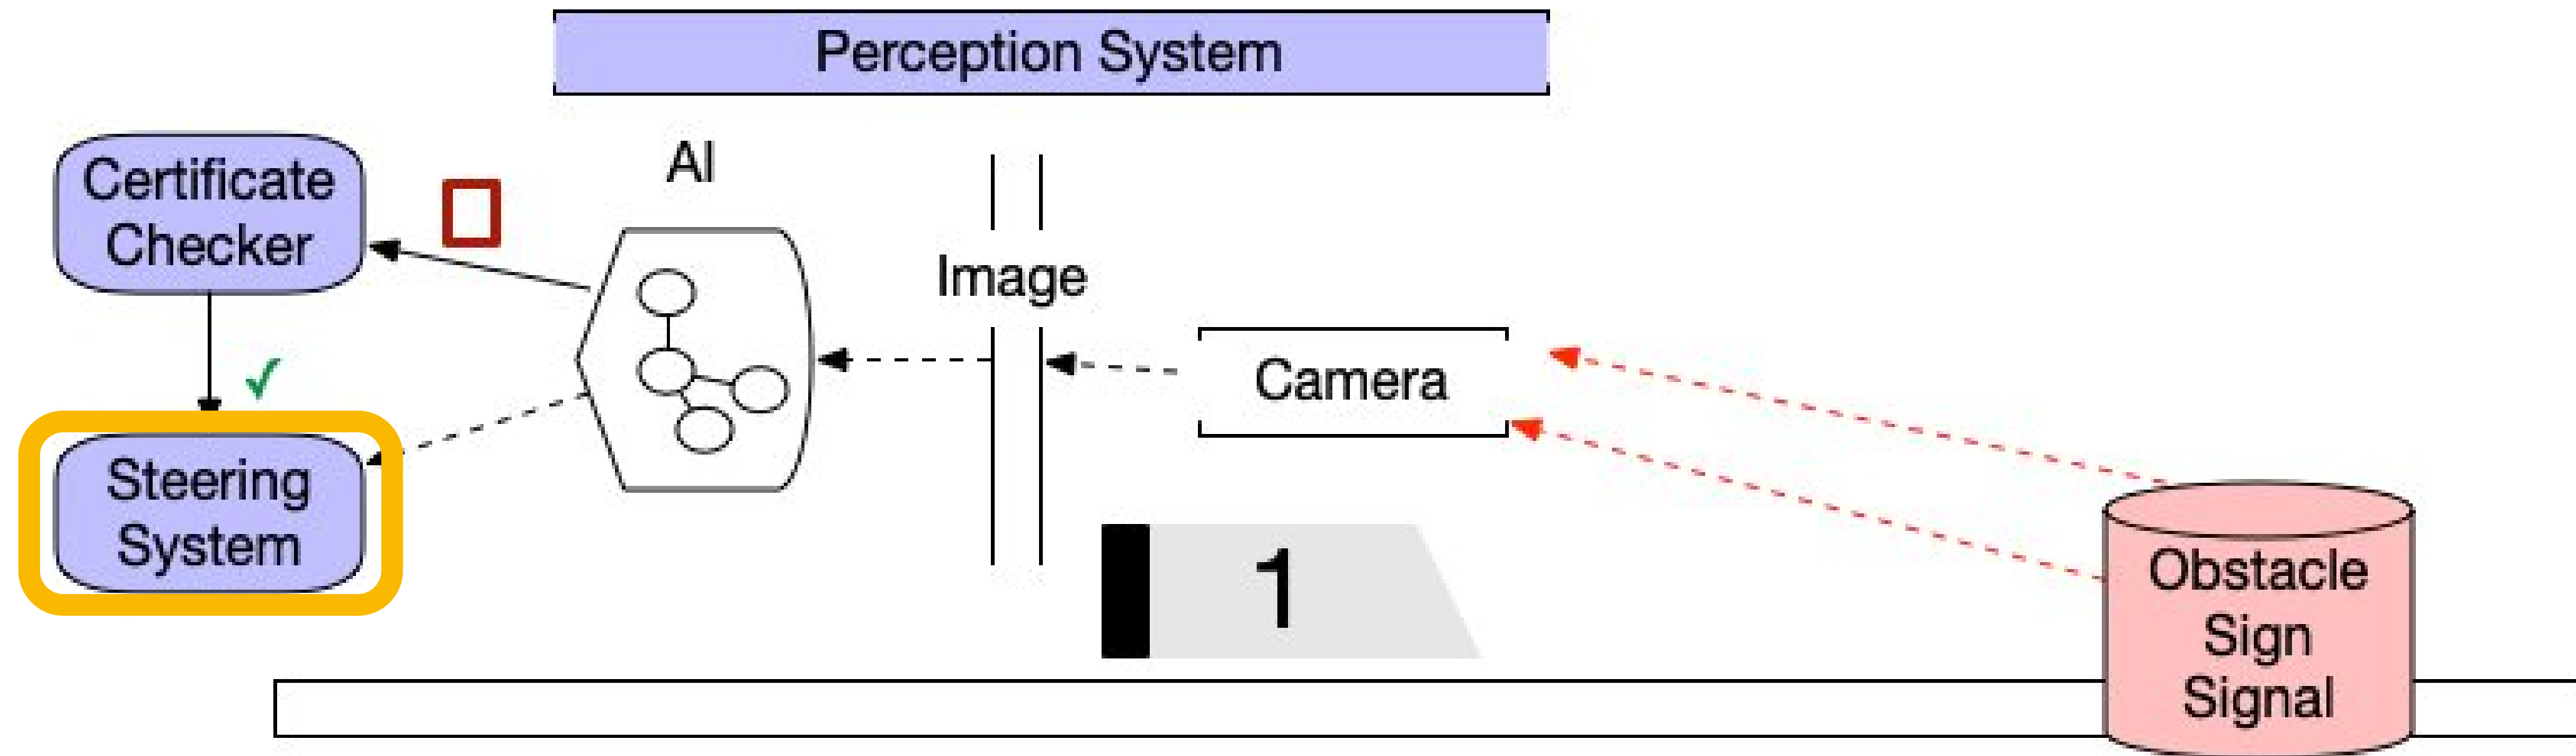 Perception System
AI
Certificate
Checker
Image
✓
Camera
Steering
System
1
Obstacle
Sign
Signal